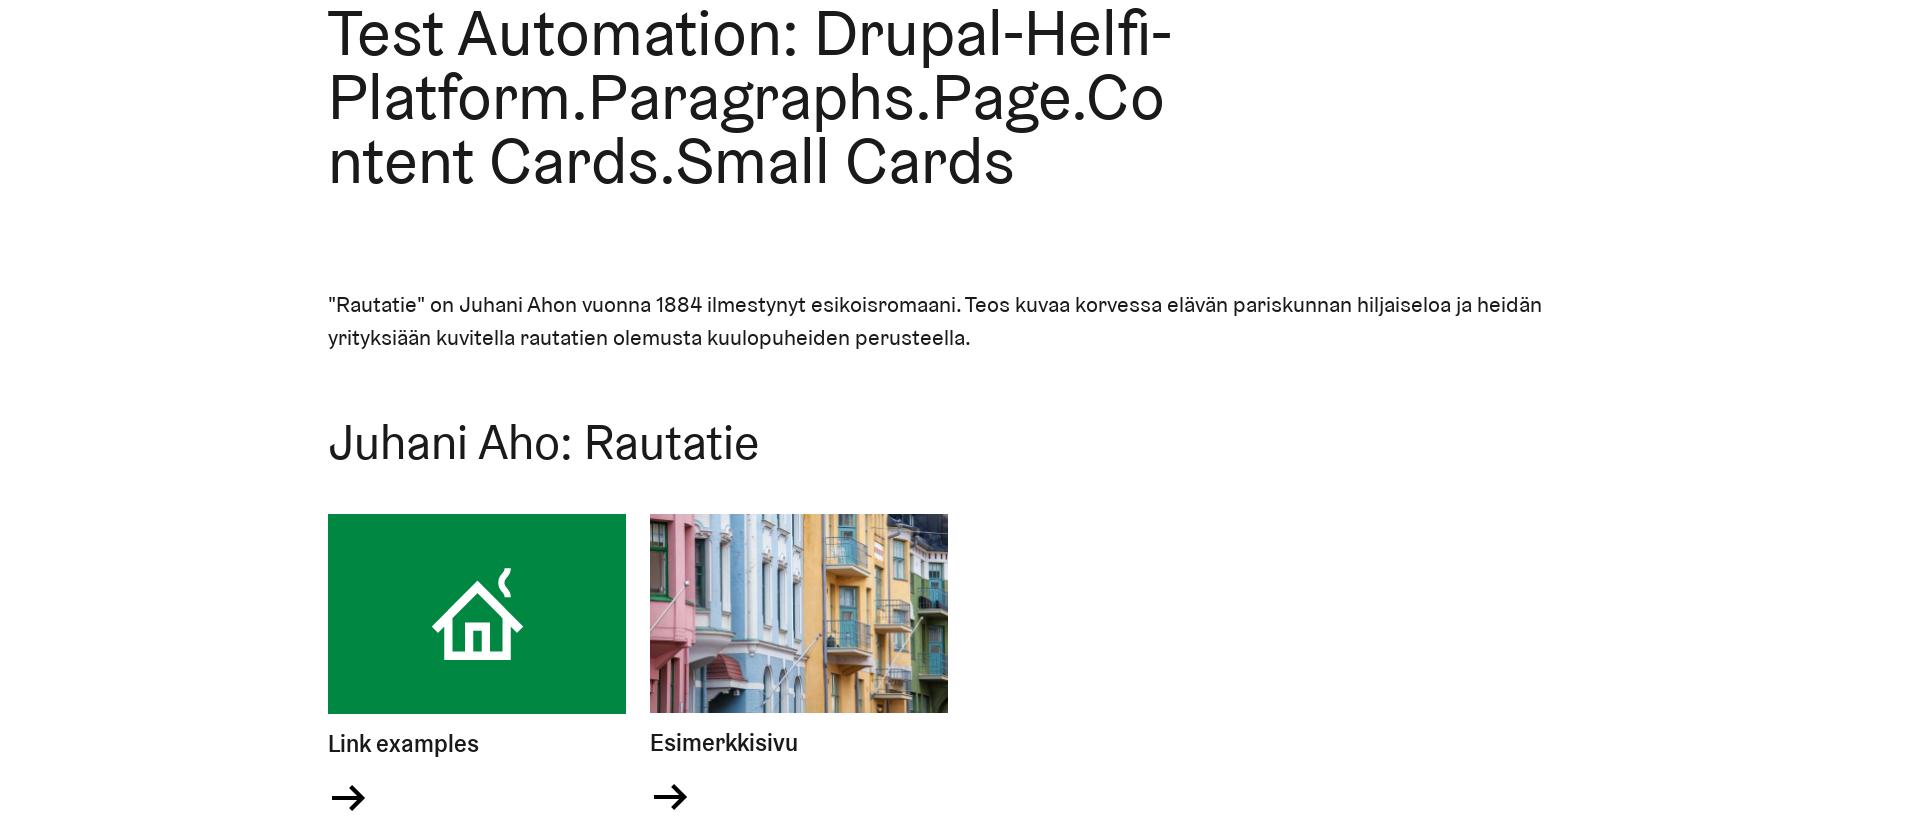 Test Automation: Drupal-Helfi-
Platform.Paragraphs.Page.Co
ntent Cards.Small Cards
"Rautatie" on Juhani Ahon vuonna 1884 ilmestynyt esikoisromaani. Teos kuvaa korvessa elävän pariskunnan hiljaiseloa ja heidän
yrityksiään kuvitella rautatien olemusta kuulopuheiden perusteella.
Juhani Aho: Rautatie
Link examples
Esimerkkisivu